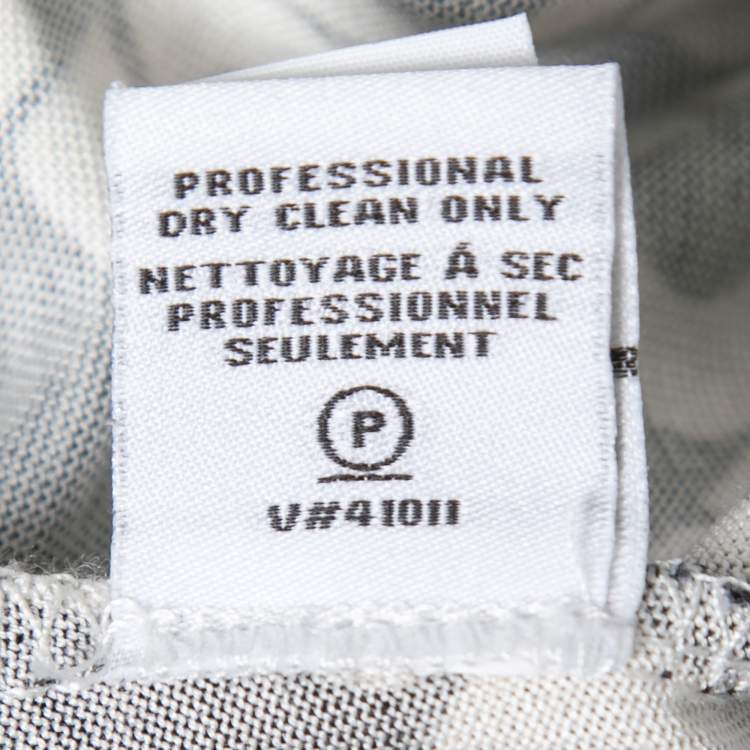 PROFESSIONAL
DRY CLEAN ONLY
NETTOYAGE Á SEC
PROFESSIONNEL
SEULEMENT
P
V#41011